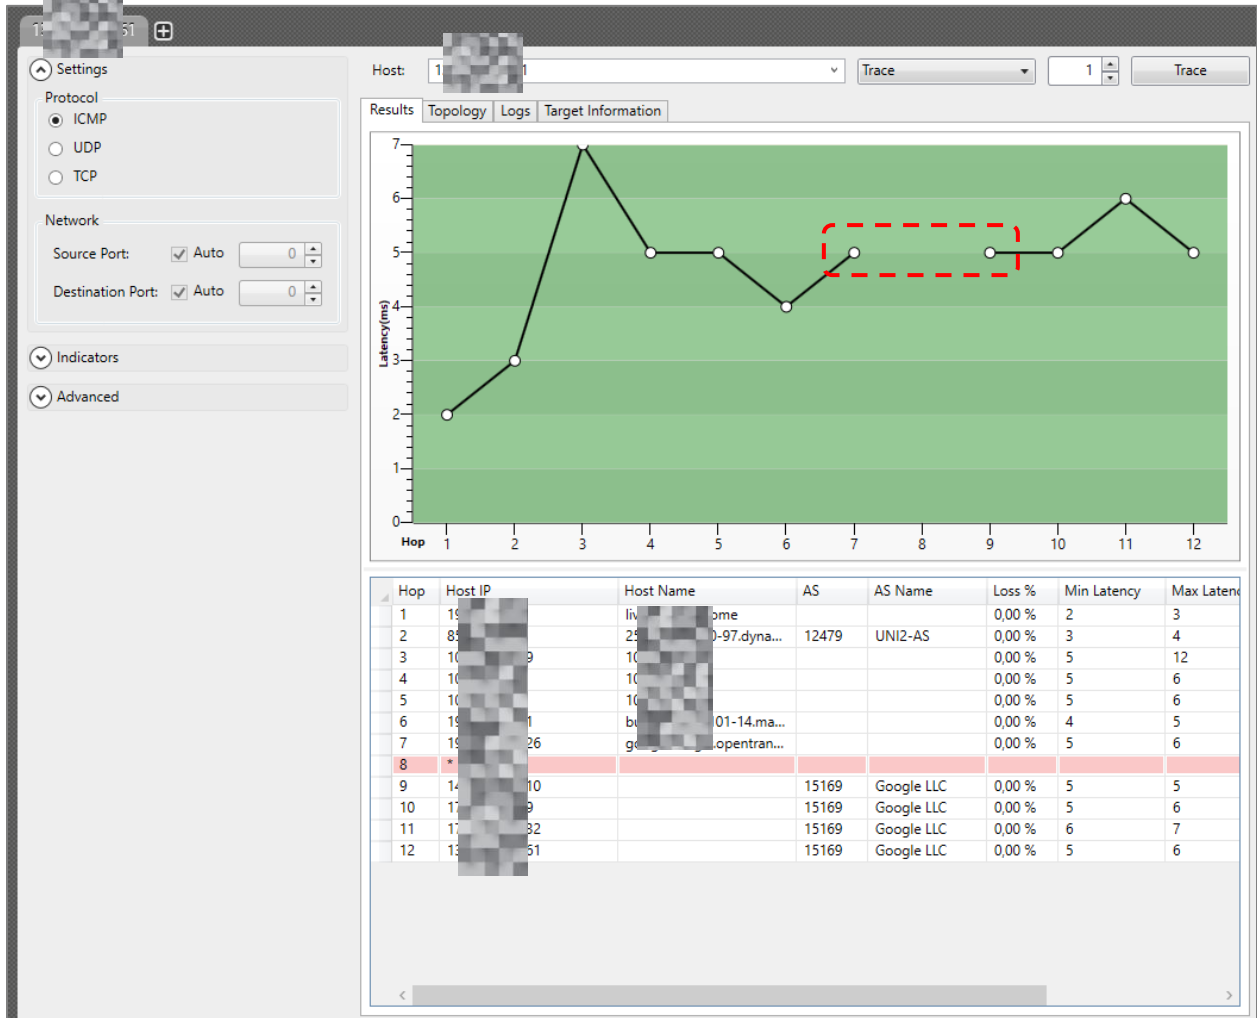 Settings
Protocol
ICMP
UDP
TCP
Network
Source Port: Auto 0
Destination Port: Auto 0
Indicators
Advanced
Host: Trace 1 Trace
Results Topology Logs Target Information
7
6
5
4
3
2
1
0
Latency(ms)
Hop 1 2 3 4 5 6 7 8 9 10 11 12
Hop Host IP Host Name AS AS Name Loss % Min Latency Max Latenc
1 0,00 % 2 3
2 0-97.dyna... 12479 UNI2-AS 0,00 % 3 4
3 0,00 % 5 12
4 0,00 % 5 6
5 0,00 % 5 6
6 01-14.ma... 0,00 % 4 5
7 .opentran... 0,00 % 5 6
8 *
9 15169 Google LLC 0,00 % 5 5
10 15169 Google LLC 0,00 % 5 6
11 15169 Google LLC 0,00 % 6 7
12 15169 Google LLC 0,00 % 5 6